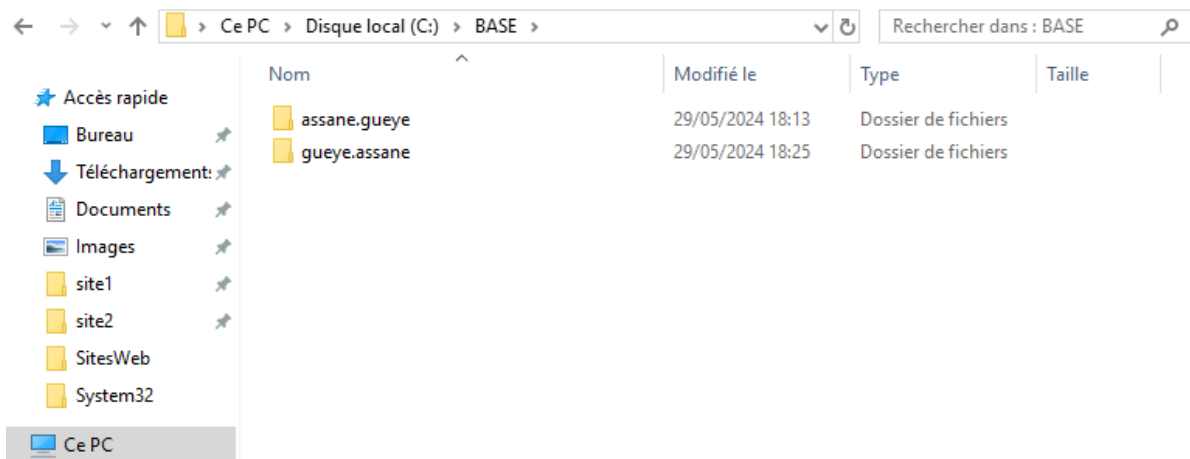 Ce PC > Disque local (C:) > BASE >
Rechercher dans : BASE
Nom Modifié le Type Taille
Accès rapide
Bureau
Téléchargements
Documents
Images
site1
site2
SitesWeb
System32
Ce PC
assane.gueye 29/05/2024 18:13 Dossier de fichiers
gueye.assane 29/05/2024 18:25 Dossier de fichiers